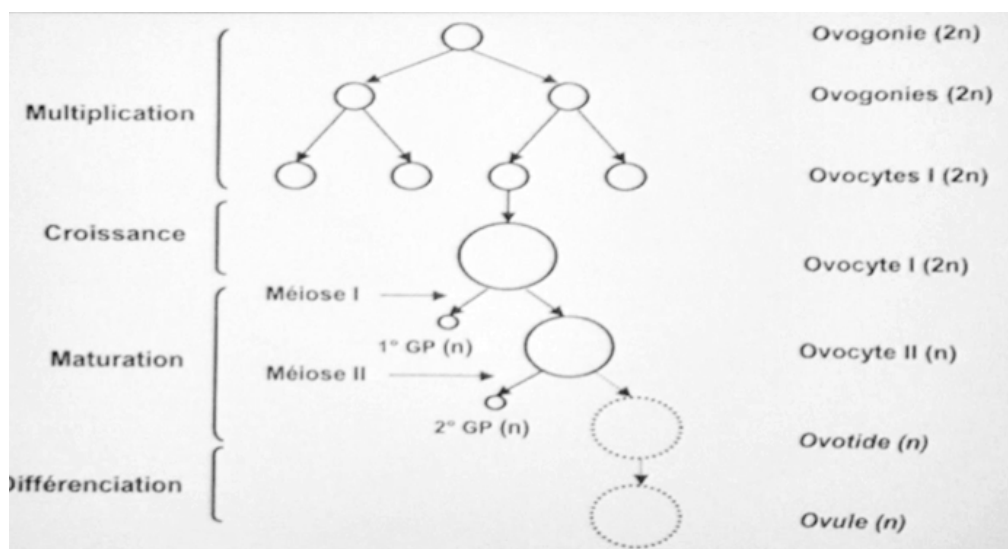 Ovogonie (2n)
Multiplication
Ovogonies (2n)
Ovocytes I (2n)
Croissance
Ovocyte I (2n)
Méiose I
1° GP (n)
Maturation
Ovocyte II (n)
Méiose II
2° GP (n)
Ovotide (n)
Différenciation
Ovule (n)